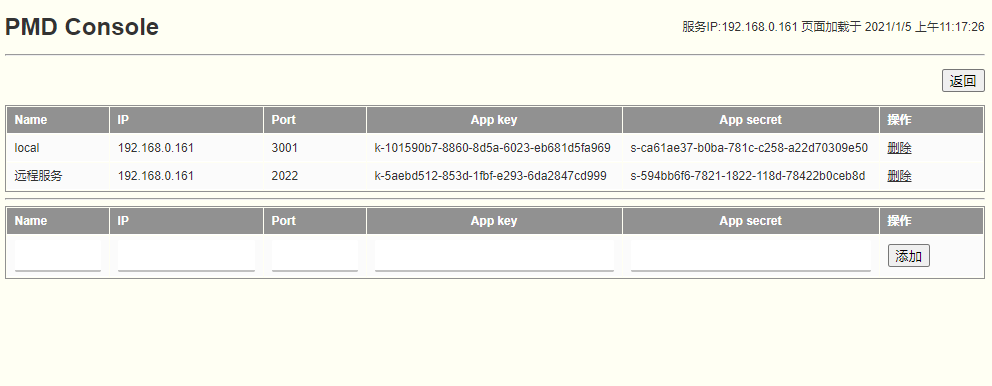 PMD Console
服务IP:192.168.0.161 页面加载于 2021/1/5 上午11:17:26
返回
Name IP Port App key App secret 操作
local 192.168.0.161 3001 k-101590b7-8860-8d5a-6023-eb681d5fa969 s-ca61ae37-b0ba-781c-c258-a22d70309e50 删除
远程服务 192.168.0.161 2022 k-5aebd512-853d-1fbf-e293-6da2847cd999 s-594bb6f6-7821-1822-118d-78422b0ceb8d 删除
Name IP Port App key App secret 操作
添加